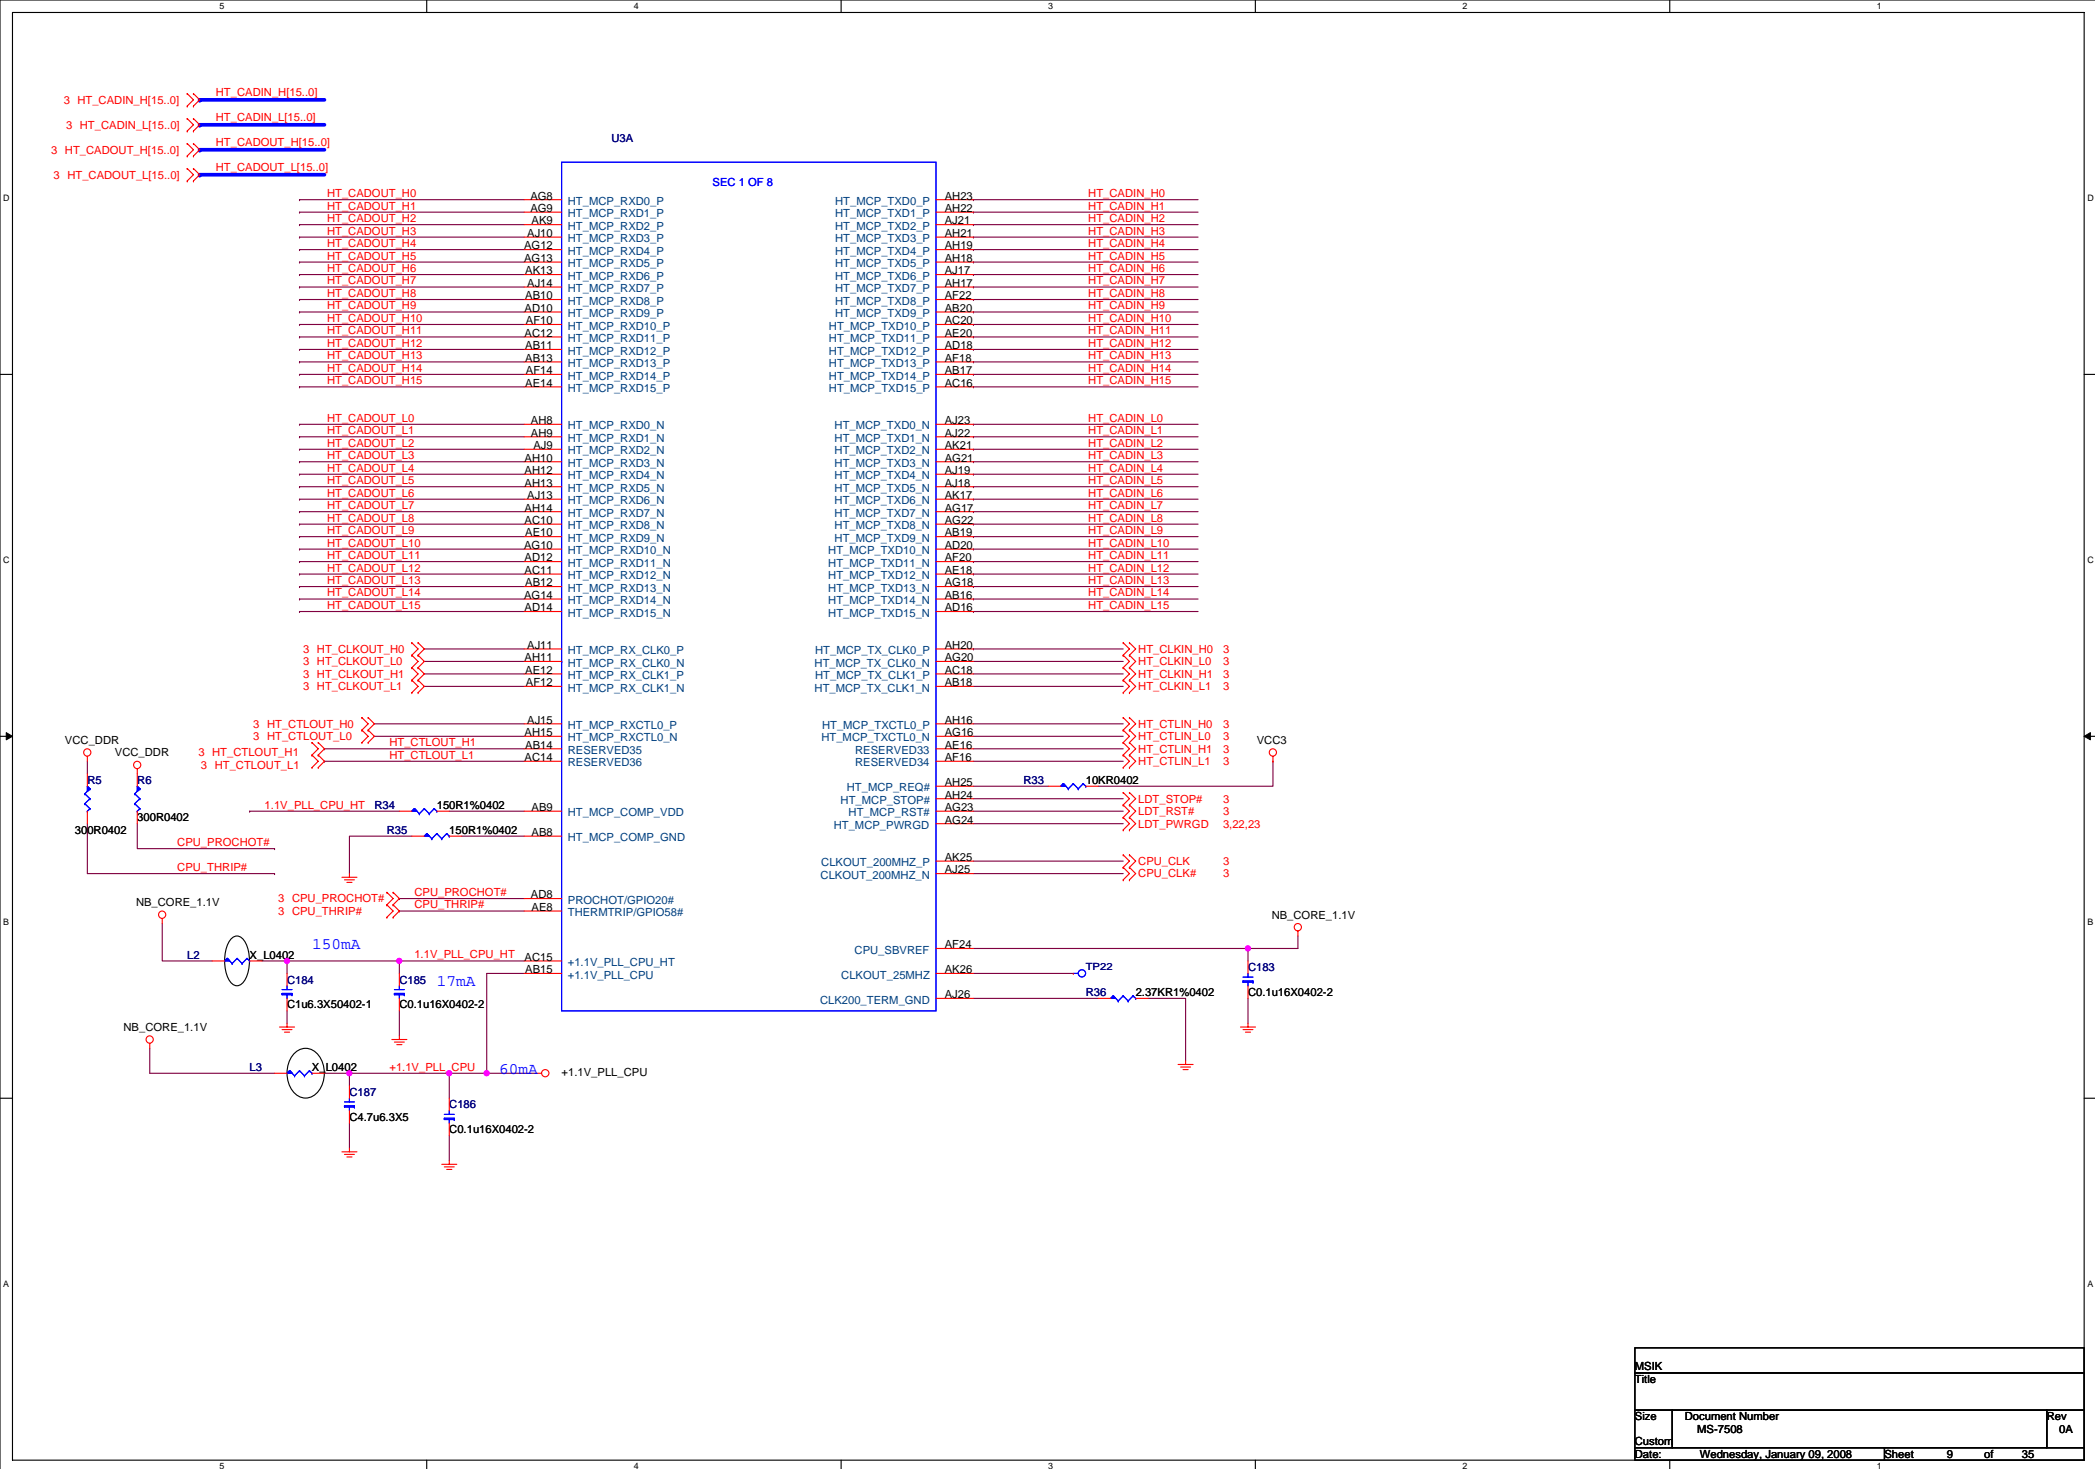 5 4 3 2 1
3 HT_CADIN_H[15..0] HT_CADIN_H[15..0]
3 HT_CADIN_L[15..0] HT_CADIN_L[15..0]
3 HT_CADOUT_H[15..0] HT_CADOUT_H[15..0]
3 HT_CADOUT_L[15..0] HT_CADOUT_L[15..0]
U3A
SEC 1 OF 8
D D
HT_CADOUT_H0 AG8 HT_MCP_RXD0_P HT_MCP_TXD0_P AH23 HT_CADIN_H0
HT_CADOUT_H1 AG9 HT_MCP_RXD1_P HT_MCP_TXD1_P AH22 HT_CADIN_H1
HT_CADOUT_H2 AK9 HT_MCP_RXD2_P HT_MCP_TXD2_P AJ21 HT_CADIN_H2
HT_CADOUT_H3 AJ10 HT_MCP_RXD3_P HT_MCP_TXD3_P AH21 HT_CADIN_H3
HT_CADOUT_H4 AG12 HT_MCP_RXD4_P HT_MCP_TXD4_P AH19 HT_CADIN_H4
HT_CADOUT_H5 AG13 HT_MCP_RXD5_P HT_MCP_TXD5_P AH18 HT_CADIN_H5
HT_CADOUT_H6 AK13 HT_MCP_RXD6_P HT_MCP_TXD6_P AJ17 HT_CADIN_H6
HT_CADOUT_H7 AJ14 HT_MCP_RXD7_P HT_MCP_TXD7_P AH17 HT_CADIN_H7
HT_CADOUT_H8 AB10 HT_MCP_RXD8_P HT_MCP_TXD8_P AF22 HT_CADIN_H8
HT_CADOUT_H9 AD10 HT_MCP_RXD9_P HT_MCP_TXD9_P AB20 HT_CADIN_H9
HT_CADOUT_H10 AF10 HT_MCP_RXD10_P HT_MCP_TXD10_P AC20 HT_CADIN_H10
HT_CADOUT_H11 AC12 HT_MCP_RXD11_P HT_MCP_TXD11_P AE20 HT_CADIN_H11
HT_CADOUT_H12 AB11 HT_MCP_RXD12_P HT_MCP_TXD12_P AD18 HT_CADIN_H12
HT_CADOUT_H13 AB13 HT_MCP_RXD13_P HT_MCP_TXD13_P AF18 HT_CADIN_H13
HT_CADOUT_H14 AF14 HT_MCP_RXD14_P HT_MCP_TXD14_P AB17 HT_CADIN_H14
HT_CADOUT_H15 AE14 HT_MCP_RXD15_P HT_MCP_TXD15_P AC16 HT_CADIN_H15
HT_CADOUT_L0 AH8 HT_MCP_RXD0_N HT_MCP_TXD0_N AJ23 HT_CADIN_L0
HT_CADOUT_L1 AH9 HT_MCP_RXD1_N HT_MCP_TXD1_N AJ22 HT_CADIN_L1
HT_CADOUT_L2 AJ9 HT_MCP_RXD2_N HT_MCP_TXD2_N AK21 HT_CADIN_L2
HT_CADOUT_L3 AH10 HT_MCP_RXD3_N HT_MCP_TXD3_N AG21 HT_CADIN_L3
HT_CADOUT_L4 AH12 HT_MCP_RXD4_N HT_MCP_TXD4_N AJ19 HT_CADIN_L4
HT_CADOUT_L5 AH13 HT_MCP_RXD5_N HT_MCP_TXD5_N AJ18 HT_CADIN_L5
HT_CADOUT_L6 AJ13 HT_MCP_RXD6_N HT_MCP_TXD6_N AK17 HT_CADIN_L6
HT_CADOUT_L7 AH14 HT_MCP_RXD7_N HT_MCP_TXD7_N AG17 HT_CADIN_L7
HT_CADOUT_L8 AC10 HT_MCP_RXD8_N HT_MCP_TXD8_N AG22 HT_CADIN_L8
HT_CADOUT_L9 AE10 HT_MCP_RXD9_N HT_MCP_TXD9_N AB19 HT_CADIN_L9
HT_CADOUT_L10 AG10 HT_MCP_RXD10_N HT_MCP_TXD10_N AD20 HT_CADIN_L10
HT_CADOUT_L11 AD12 HT_MCP_RXD11_N HT_MCP_TXD11_N AF20 HT_CADIN_L11
C C
HT_CADOUT_L12 AC11 HT_MCP_RXD12_N HT_MCP_TXD12_N AE18 HT_CADIN_L12
HT_CADOUT_L13 AB12 HT_MCP_RXD13_N HT_MCP_TXD13_N AG18 HT_CADIN_L13
HT_CADOUT_L14 AG14 HT_MCP_RXD14_N HT_MCP_TXD14_N AB16 HT_CADIN_L14
HT_CADOUT_L15 AD14 HT_MCP_RXD15_N HT_MCP_TXD15_N AD16 HT_CADIN_L15
3 HT_CLKOUT_H0 AJ11 HT_MCP_RX_CLK0_P HT_MCP_TX_CLK0_P AH20 HT_CLKIN_H0 3
3 HT_CLKOUT_L0 AH11 HT_MCP_RX_CLK0_N HT_MCP_TX_CLK0_N AG20 HT_CLKIN_L0 3
3 HT_CLKOUT_H1 AE12 HT_MCP_RX_CLK1_P HT_MCP_TX_CLK1_P AC18 HT_CLKIN_H1 3
3 HT_CLKOUT_L1 AF12 HT_MCP_RX_CLK1_N HT_MCP_TX_CLK1_N AB18 HT_CLKIN_L1 3
3 HT_CTLOUT_H0 AJ15 HT_MCP_RXCTL0_P HT_MCP_TXCTL0_P AH16 HT_CTLIN_H0 3
3 HT_CTLOUT_L0 AH15 HT_MCP_RXCTL0_N HT_MCP_TXCTL0_N AG16 HT_CTLIN_L0 3
3 HT_CTLOUT_H1 HT_CTLOUT_H1 AB14 RESERVED35 RESERVED33 AE16 HT_CTLIN_H1 3
3 HT_CTLOUT_L1 HT_CTLOUT_L1 AC14 RESERVED36 RESERVED34 AF16 HT_CTLIN_L1 3
VCC_DDR VCC_DDR VCC3
R5 R6
300R0402 300R0402
HT_MCP_REQ# AH25 R33 10KR0402
HT_MCP_STOP# AH24 LDT_STOP# 3
1.1V_PLL_CPU_HT R34 150R1%0402 AB9 HT_MCP_COMP_VDD HT_MCP_RST# AG23 LDT_RST# 3
HT_MCP_PWRGD AG24 LDT_PWRGD 3,22,23
R35 150R1%0402 AB8 HT_MCP_COMP_GND
CPU_PROCHOT#
CPU_THRIP#
CLKOUT_200MHZ_P AK25 CPU_CLK 3
CLKOUT_200MHZ_N AJ25 CPU_CLK# 3
3 CPU_PROCHOT# CPU_PROCHOT# AD8 PROCHOT/GPIO20#
3 CPU_THRIP# CPU_THRIP# AE8 THERMTRIP/GPIO58#
NB_CORE_1.1V NB_CORE_1.1V
B B
L2 X_L0402 150mA 1.1V_PLL_CPU_HT AC15 +1.1V_PLL_CPU_HT CPU_SBVREF AF24
AB15 +1.1V_PLL_CPU CLKOUT_25MHZ AK26 TP22
C184 C185 17mA C183
C1u6.3X50402-1 C0.1u16X0402-2 C0.1u16X0402-2
CLK200_TERM_GND AJ26 R36 2.37KR1%0402
NB_CORE_1.1V
L3 X_L0402 +1.1V_PLL_CPU 60mA +1.1V_PLL_CPU
C187 C186
C4.7u6.3X5 C0.1u16X0402-2
A A
MSIK
Title
Size Document Number Rev
Custom MS-7508 0A
Date: Wednesday, January 09, 2008 Sheet 9 of 35
5 4 3 2 1